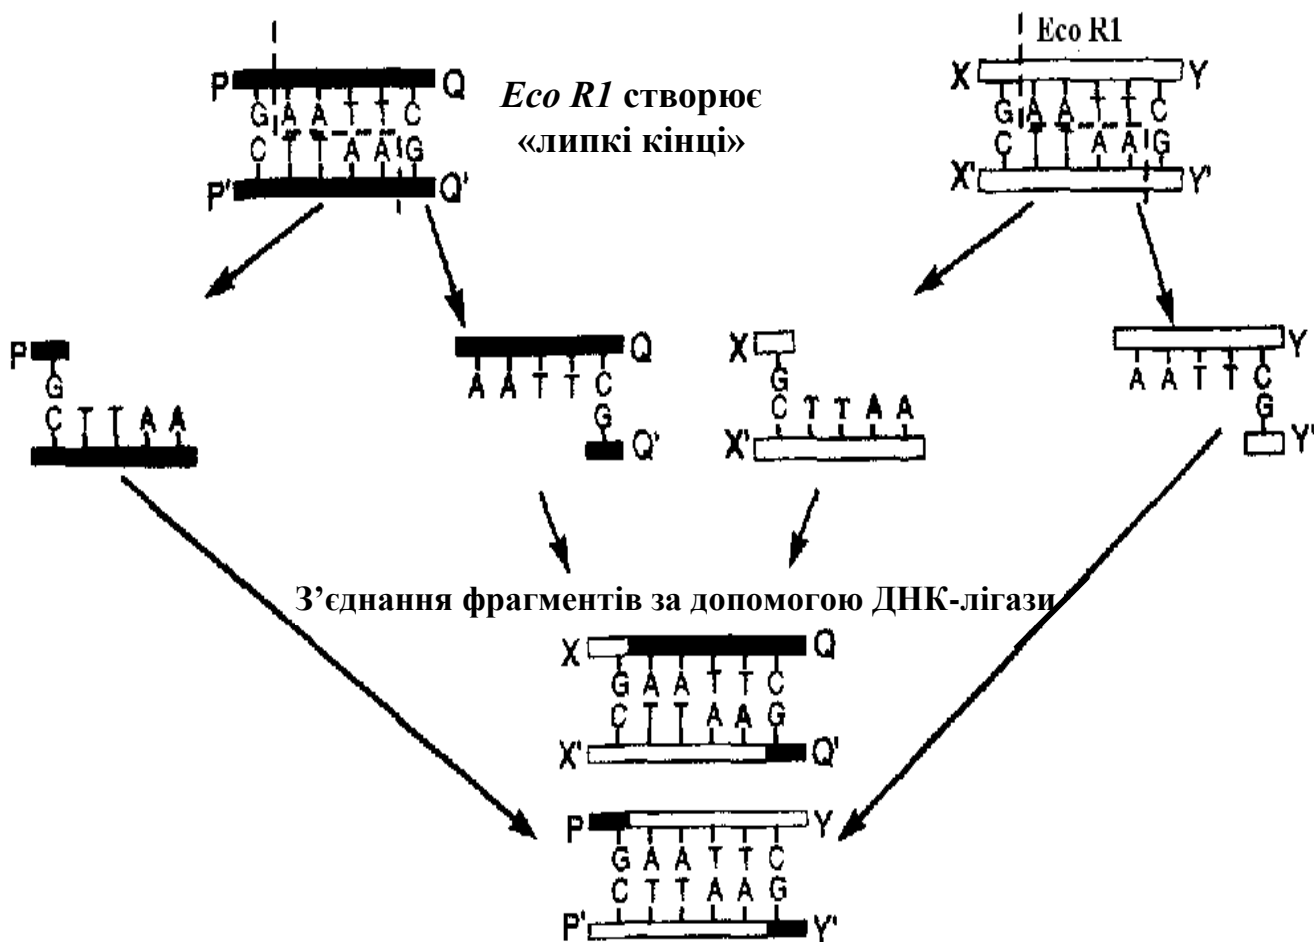 Eco R1
P Q
G A A T T C
C T T A A G
P' Q'
Eco R1 створює
«липкі кінці»
X Y
G A A T T C
C T T A A G
X' Y'
P
G
C T T A A
Q
A A T T C
G
Q'
X
G
C T T A A
X'
Y
A A T T C
G
Y'
З’єднання фрагментів за допомогою ДНК-лігази
X Q
G A A T T C
C T T A A G
X' Q'
P Y
G A A T T C
C T T A A G
P' Y'